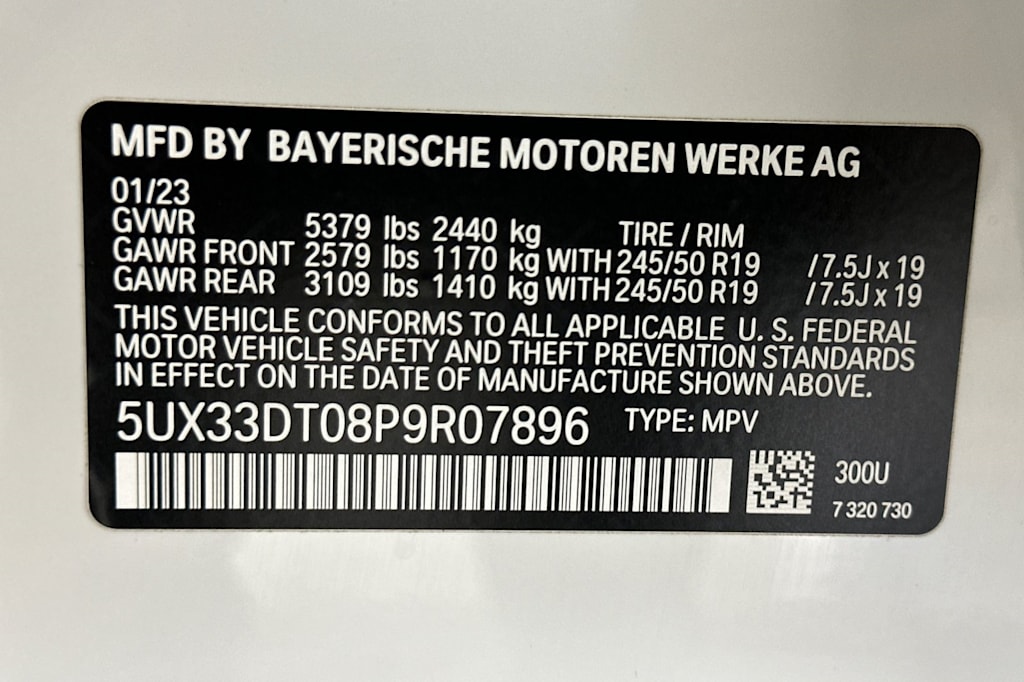 MFD BY BAYERISCHE MOTOREN WERKE AG
01/23
GVWR 5379 lbs 2440 kg TIRE / RIM
GAWR FRONT 2579 lbs 1170 kg WITH 245/50 R19 / 7.5J x 19
GAWR REAR 3109 lbs 1410 kg WITH 245/50 R19 / 7.5J x 19
THIS VEHICLE CONFORMS TO ALL APPLICABLE U. S. FEDERAL
MOTOR VEHICLE SAFETY AND THEFT PREVENTION STANDARDS
IN EFFECT ON THE DATE OF MANUFACTURE SHOWN ABOVE.
5UX33DT08P9R07896 TYPE: MPV
300U
7 320 730